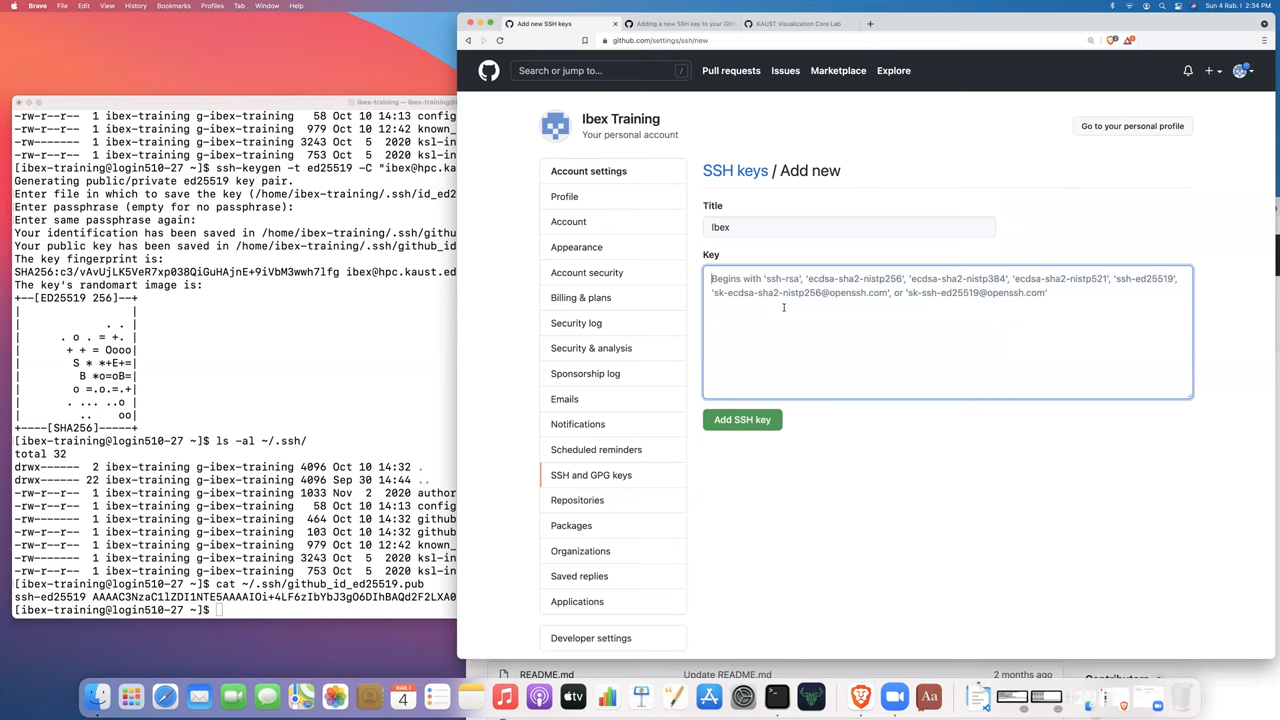 Brave File Edit View History Bookmarks Profiles Tab Window Help
Sun 4 Rab. I 2:34 PM
Add new SSH keys
Adding a new SSH key to your GitH
KAUST Visualization Core Lab
github.com/settings/ssh/new
Search or jump to... /
Pull requests Issues Marketplace Explore
Ibex Training
Your personal account
Go to your personal profile
Account settings
Profile
Account
Appearance
Account security
Billing & plans
Security log
Security & analysis
Sponsorship log
Emails
Notifications
Scheduled reminders
SSH and GPG keys
Repositories
Packages
Organizations
Saved replies
Applications
Developer settings
SSH keys / Add new
Title
Ibex
Key
Begins with 'ssh-rsa', 'ecdsa-sha2-nistp256', 'ecdsa-sha2-nistp384', 'ecdsa-sha2-nistp521', 'ssh-ed25519',
'sk-ecdsa-sha2-nistp256@openssh.com', or 'sk-ssh-ed25519@openssh.com'
Add SSH key
ibex-training — ibex-training@l
-rw-r--r-- 1 ibex-training g-ibex-training 58 Oct 10 14:13 config
-rw-r--r-- 1 ibex-training g-ibex-training 979 Oct 10 12:42 known_
-rw-r--r-- 1 ibex-training g-ibex-training 3243 Oct 5 2020 ksl-in
-rw-r--r-- 1 ibex-training g-ibex-training 753 Oct 5 2020 ksl-in
[ibex-training@login510-27 ~]$ ssh-keygen -t ed25519 -C "ibex@hpc.kau
Generating public/private ed25519 key pair.
Enter file in which to save the key (/home/ibex-training/.ssh/id_ed25
Enter passphrase (empty for no passphrase):
Enter same passphrase again:
Your identification has been saved in /home/ibex-training/.ssh/githu
Your public key has been saved in /home/ibex-training/.ssh/github_id
The key fingerprint is:
SHA256:c3/vAvUjLK5VeR7xp038QiGuHAjnE+9iVbM3wwh7lfg ibex@hpc.kaust.ed
The key's randomart image is:
+--[ED25519 256]--+
| |
| . . |
| . o . = +. |
| + + = Oooo|
| S * *+E+=|
| B *o=oB=|
| o =.o.=.+|
| . ... ..o |
| .. oo|
+----[SHA256]-----+
[ibex-training@login510-27 ~]$ ls -al ~/.ssh/
total 32
drwx------ 2 ibex-training g-ibex-training 4096 Oct 10 14:32 .
drwx------ 22 ibex-training g-ibex-training 4096 Sep 30 14:44 ..
-rw-r--r-- 1 ibex-training g-ibex-training 1033 Nov 2 2020 author
-rw-r--r-- 1 ibex-training g-ibex-training 58 Oct 10 14:13 config
-rw------- 1 ibex-training g-ibex-training 464 Oct 10 14:32 github
-rw-r--r-- 1 ibex-training g-ibex-training 103 Oct 10 14:32 github
-rw-r--r-- 1 ibex-training g-ibex-training 979 Oct 10 12:42 known_
-rw-r--r-- 1 ibex-training g-ibex-training 3243 Oct 5 2020 ksl-in
-rw-r--r-- 1 ibex-training g-ibex-training 753 Oct 5 2020 ksl-in
[ibex-training@login510-27 ~]$ cat ~/.ssh/github_id_ed25519.pub
ssh-ed25519 AAAAC3NzaC1lZDI1NTE5AAAAIOi+4LF6zIbYbJ3gO6DIhBAQd2F2LXA0
[ibex-training@login510-27 ~]$
README.md Update README.md 2 months ago
RAB. I
4
Aa